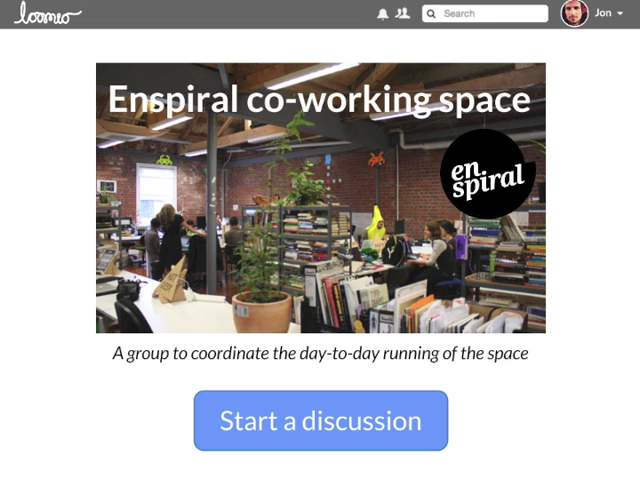 loomio
Search
Jon
Enspiral co-working space
en
spiral
A group to coordinate the day-to-day running of the space
Start a discussion